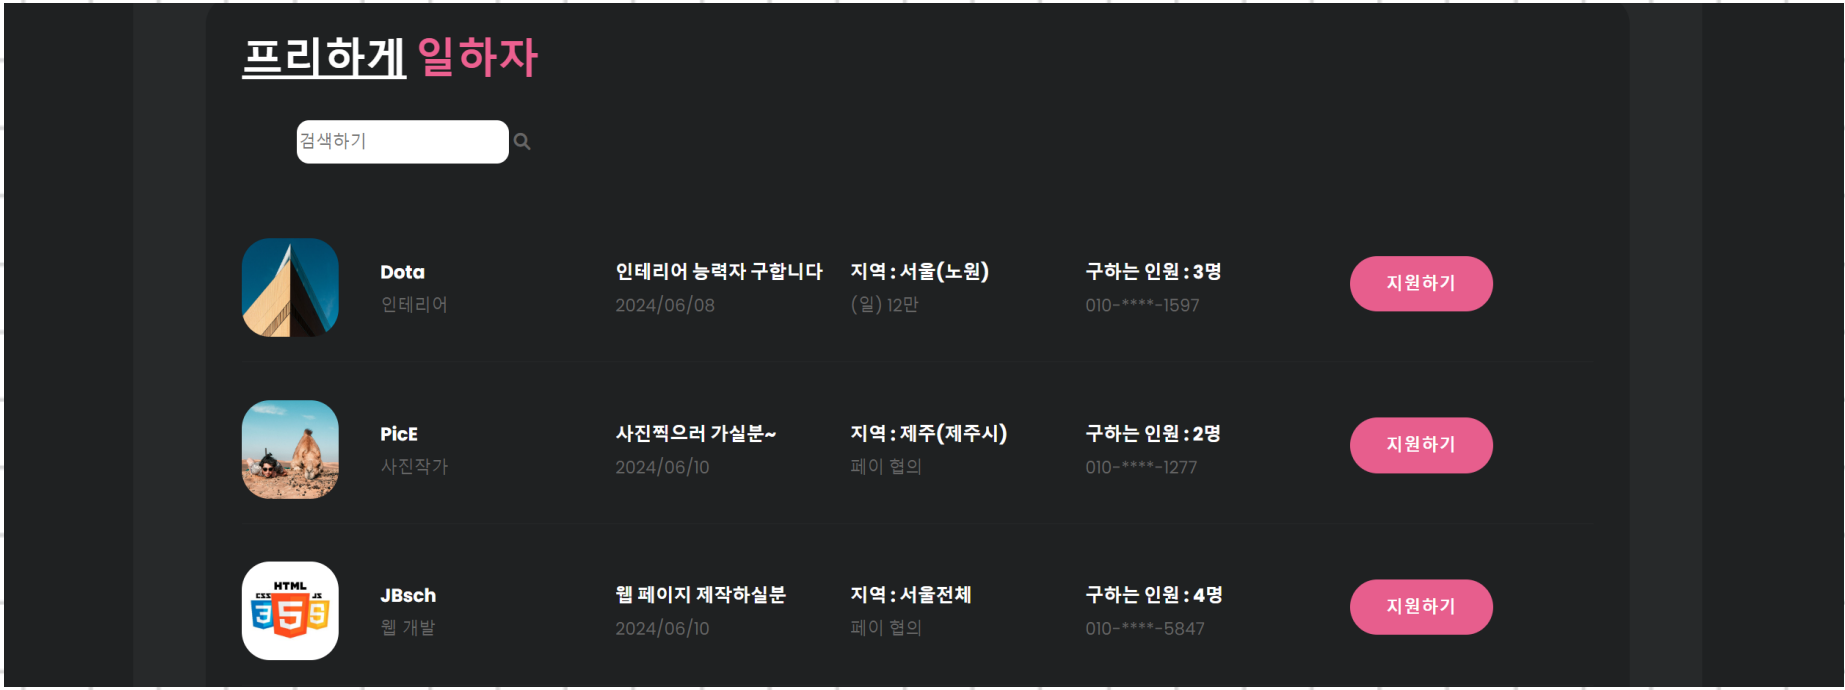 프리하게 일하자
검색하기
Dota
인테리어
인테리어 능력자 구합니다
2024/06/08
지역 : 서울(노원)
(일) 12만
구하는 인원 : 3명
010-****-1597
지원하기
PicE
사진작가
사진찍으러 가실분~
2024/06/10
지역 : 제주(제주시)
페이 협의
구하는 인원 : 2명
010-****-1277
지원하기
HTML
CSS JS
3 5 S
JBsch
웹 개발
웹 페이지 제작하실분
2024/06/10
지역 : 서울전체
페이 협의
구하는 인원 : 4명
010-****-5847
지원하기